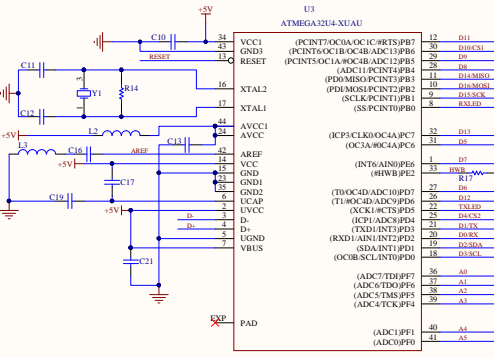 U3
ATMEGA32U4-XUAU
+5V
C10
34 VCC1 (PCINT7/OC0A/OC1C/#RTS)PB7 12 D11
43 GND3 (PCINT6/OC1B/OC4B/ADC13)PB6 30 D10/CS1
RESET 13 RESET (PCINT5/OC1A/#OC4B/ADC12)PB5 29 D9
(ADC11/PCINT4)PB4 28 D8
C11 (PD0/MISO/PCINT3)PB3 11 D14/MISO
3 Y1 R14 16 XTAL2 (PDI/MOSI/PCINT2)PB2 10 D16/MOSI
(SCLK/PCINT1)PB1 9 D15/SCK
C12 17 XTAL1 (SS/PCINT0)PB0 8 RXLED
44 AVCC1
+5V L2 24 AVCC (ICP3/CLK0/OC4A)PC7 32 D13
C13 (OC3A/#OC4A)PC6 31 D5
L3 C16 AREF 42 AREF
+5V 14 VCC (INT6/AIN0)PE6 1 D7
15 GND (#HWB)PE2 33 HWB R17
C17 23 GND1
35 GND2 (T0/OC4D/ADC10)PD7 27 D6
C19 6 UCAP (T1/#OC4D/ADC9)PD6 26 D12
+5V 2 UVCC (XCK1/#CTS)PD5 22 TXLED
D- 3 D- (ICP1/ADC8)PD4 25 D4/CS2
D+ 4 D+ (TXD1/INT3)PD3 21 D1/TX
5 UGND (RXD1/AIN1/INT2)PD2 20 D0/RX
7 VBUS (SDA/INT1)PD1 19 D2/SDA
C21 (OC0B/SCL/INT0)PD0 18 D3/SCL
(ADC7/TDI)PF7 36 A0
(ADC6/TDO)PF6 37 A1
(ADC5/TMS)PF5 38 A2
(ADC4/TCK)PF4 39 A3
EXP PAD
(ADC1)PF1 40 A4
(ADC0)PF0 41 A5